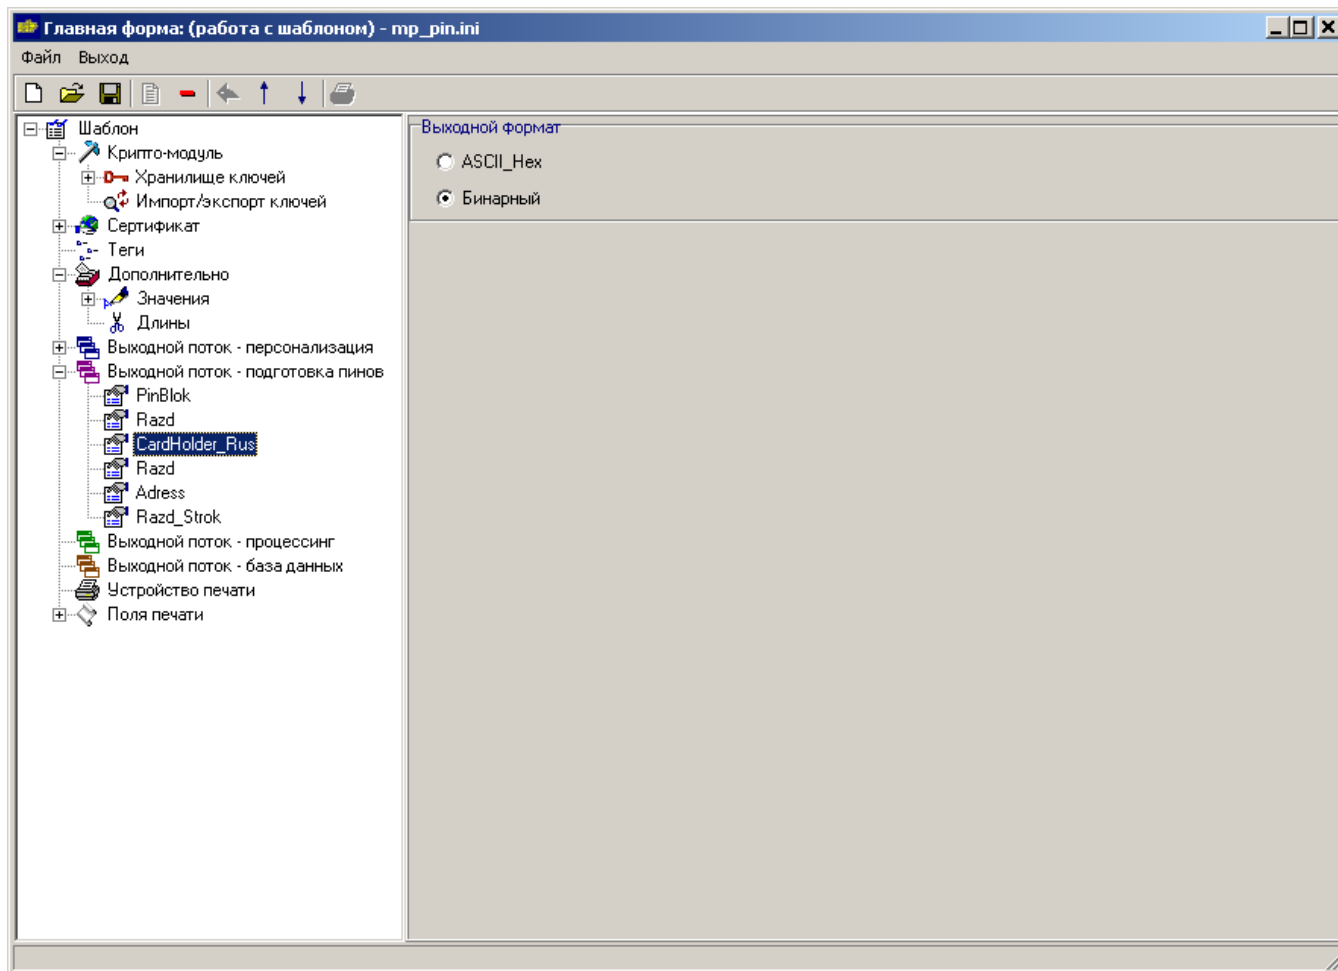 Главная форма: (работа с шаблоном) - mp_pin.ini
Файл Выход
Шаблон
Крипто-модуль
Хранилище ключей
Импорт/экспорт ключей
Сертификат
Теги
Дополнительно
Значения
Длины
Выходной поток - персонализация
Выходной поток - подготовка пинов
PinBlok
Razd
CardHolder_Rus
Razd
Adress
Razd_Strok
Выходной поток - процессинг
Выходной поток - база данных
Устройство печати
Поля печати
Выходной формат
ASCII_Hex
Бинарный